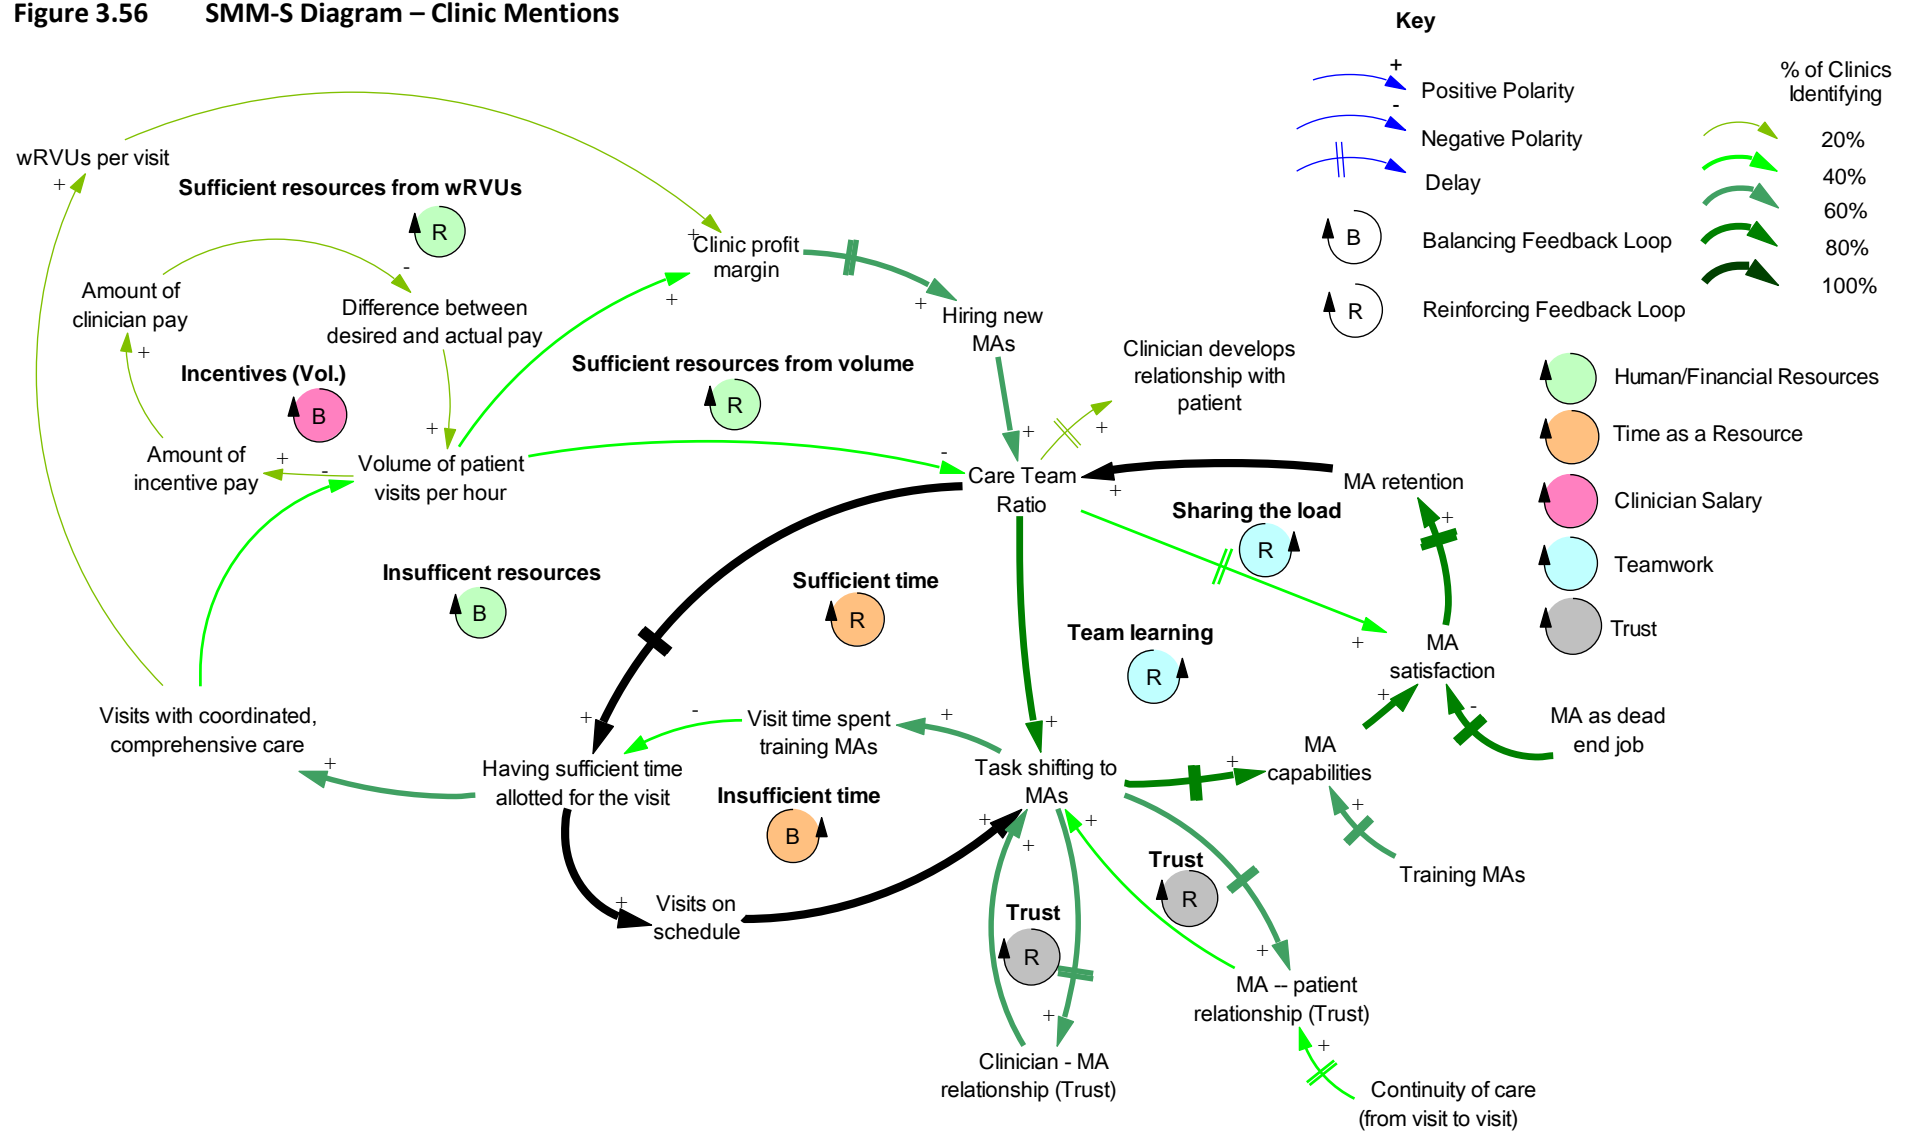 Figure 3.56 SMM-S Diagram – Clinic Mentions
Key
+
Positive Polarity
-
Negative Polarity
Delay
B
Balancing Feedback Loop
R
Reinforcing Feedback Loop
% of Clinics
Identifying
20%
40%
60%
80%
100%
Human/Financial Resources
Time as a Resource
Clinician Salary
Teamwork
Trust
wRVUs per visit
+
Sufficient resources from wRVUs
R
+
Clinic profit
margin
+
-
Amount of
clinician pay
+
Difference between
desired and actual pay
+
Hiring new
MAs
Incentives (Vol.)
B
Sufficient resources from volume
R
Clinician develops
relationship with
patient
+
+
+
Amount of
incentive pay
+
-
Volume of patient
visits per hour
-
Care Team
Ratio
+
MA retention
+
Sharing the load
R
Insufficent resources
B
Sufficient time
R
Team learning
R
+
MA
satisfaction
+
-
MA as dead
end job
Visits with coordinated,
comprehensive care
+
+
-
Visit time spent
training MAs
+
+
Having sufficient time
allotted for the visit
Task shifting to
MAs
+
MA
capabilities
+
Training MAs
Insufficient time
B
+
+
+
+
Visits on
schedule
Trust
R
Trust
R
+
MA -- patient
relationship (Trust)
+
+
Clinician - MA
relationship (Trust)
Continuity of care
(from visit to visit)